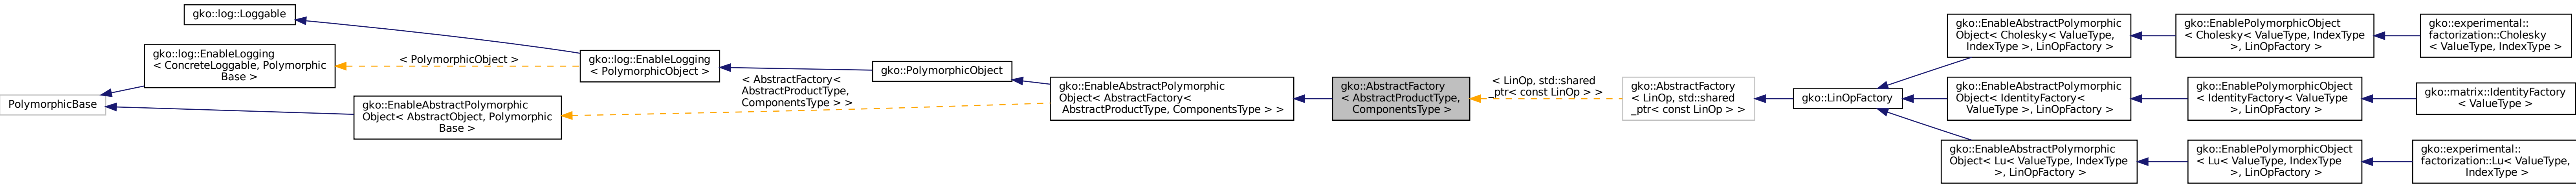 gko::log::Loggable
gko::log::EnableLogging
< ConcreteLoggable, Polymorphic
Base >
PolymorphicBase
< PolymorphicObject >
gko::EnableAbstractPolymorphic
Object< AbstractObject, Polymorphic
Base >
gko::log::EnableLogging
< PolymorphicObject >
< AbstractFactory<
AbstractProductType,
ComponentsType > >
gko::PolymorphicObject
gko::EnableAbstractPolymorphic
Object< AbstractFactory<
AbstractProductType, ComponentsType > >
gko::AbstractFactory
< AbstractProductType,
ComponentsType >
< LinOp, std::shared
_ptr< const LinOp > >
gko::AbstractFactory
< LinOp, std::shared
_ptr< const LinOp > >
gko::LinOpFactory
gko::EnableAbstractPolymorphic
Object< Cholesky< ValueType,
IndexType >, LinOpFactory >
gko::EnablePolymorphicObject
< Cholesky< ValueType, IndexType
>, LinOpFactory >
gko::experimental::
factorization::Cholesky
< ValueType, IndexType >
gko::EnableAbstractPolymorphic
Object< IdentityFactory<
ValueType >, LinOpFactory >
gko::EnablePolymorphicObject
< IdentityFactory< ValueType
>, LinOpFactory >
gko::matrix::IdentityFactory
< ValueType >
gko::EnableAbstractPolymorphic
Object< Lu< ValueType, IndexType
>, LinOpFactory >
gko::EnablePolymorphicObject
< Lu< ValueType, IndexType
>, LinOpFactory >
gko::experimental::
factorization::Lu< ValueType,
IndexType >